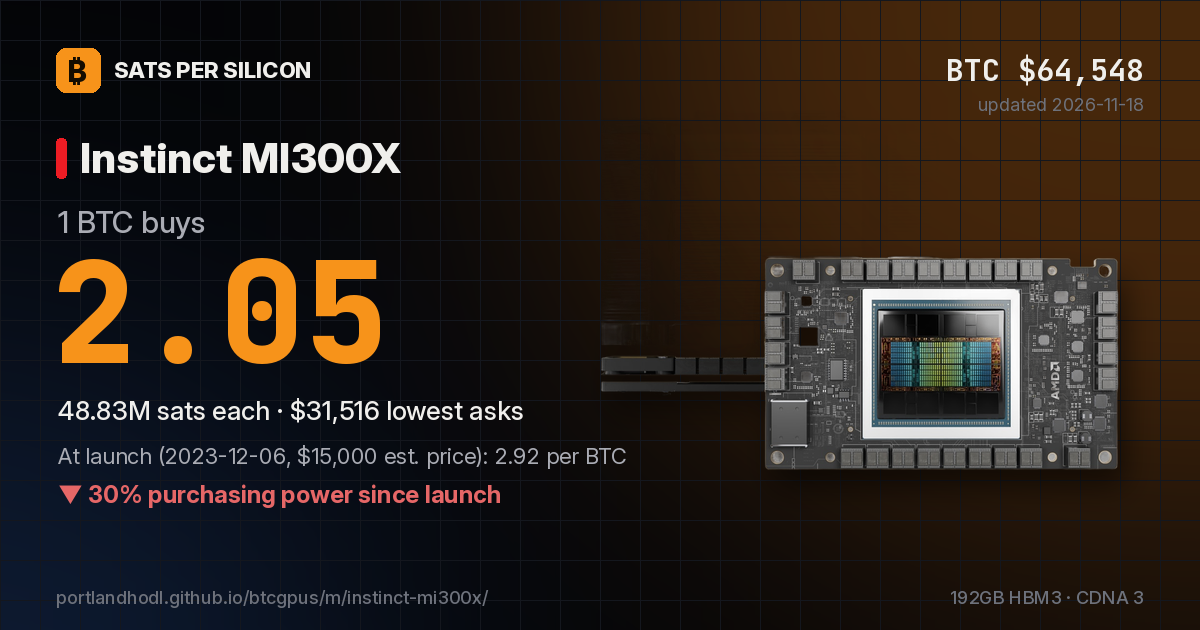 SATS PER SILICON
BTC $64,548
updated 2026-11-18
Instinct MI300X
1 BTC buys
2.05
48.83M sats each · $31,516 lowest asks
At launch (2023-12-06, $15,000 est. price): 2.92 per BTC
▼ 30% purchasing power since launch
AMD
portlandhodl.github.io/btcgpus/m/instinct-mi300x/
192GB HBM3 · CDNA 3